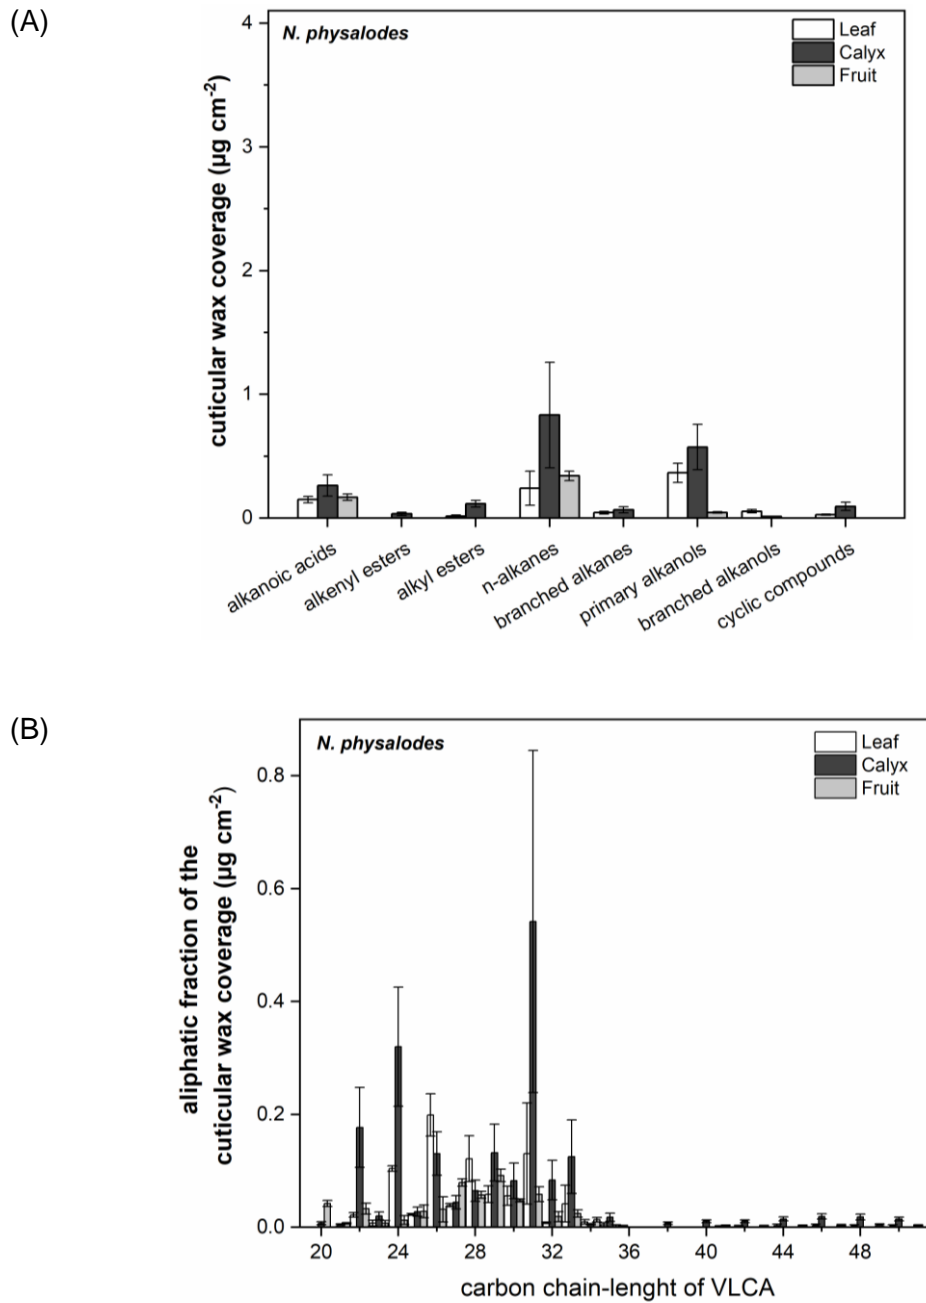 (A)
N. physalodes
Leaf
Calyx
Fruit
cuticular wax coverage (µg cm⁻²)
4
3
2
1
0
alkanoic acids
alkenyl esters
alkyl esters
n-alkanes
branched alkanes
primary alkanols
branched alkanols
cyclic compounds
(B)
N. physalodes
Leaf
Calyx
Fruit
aliphatic fraction of the
cuticular wax coverage (µg cm⁻²)
0.8
0.6
0.4
0.2
0.0
20 24 28 32 36 40 44 48
carbon chain-lenght of VLCA